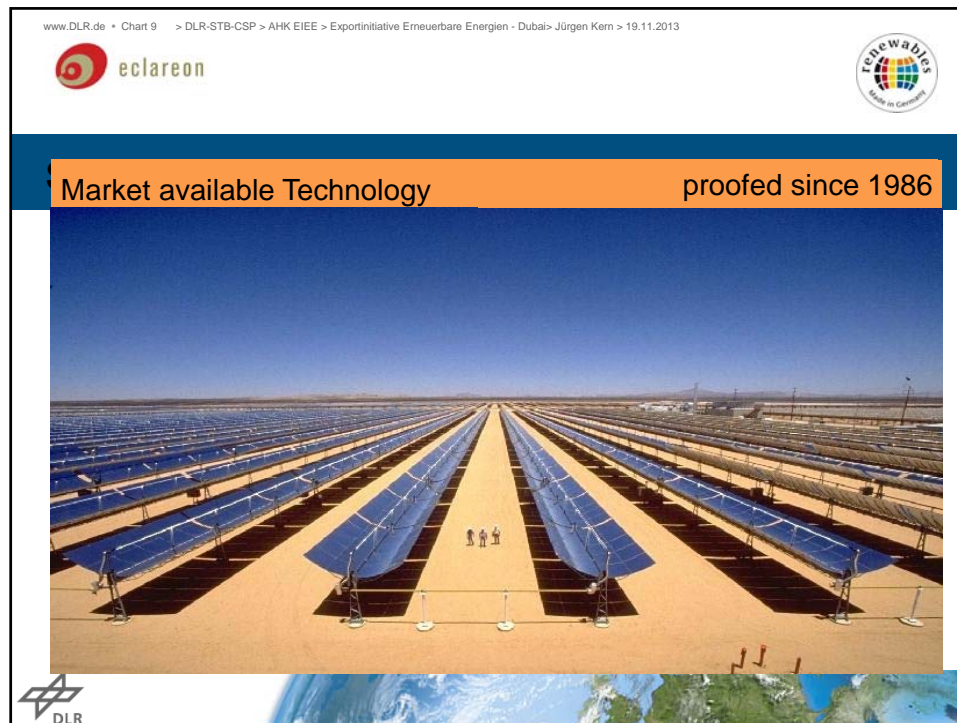 www.DLR.de • Chart 9 > DLR-STB-CSP > AHK EIEE > Exportinitiative Erneuerbare Energien - Dubai> Jürgen Kern > 19.11.2013
eclareon
renewables
Made in Germany
Market available Technology proofed since 1986
DLR